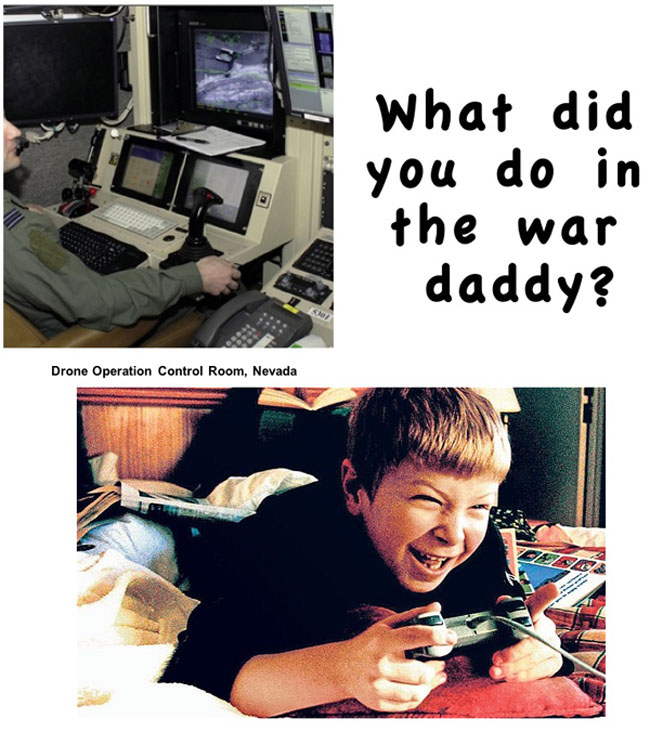 What did
you do in
the war
daddy?
5301
Drone Operation Control Room, Nevada